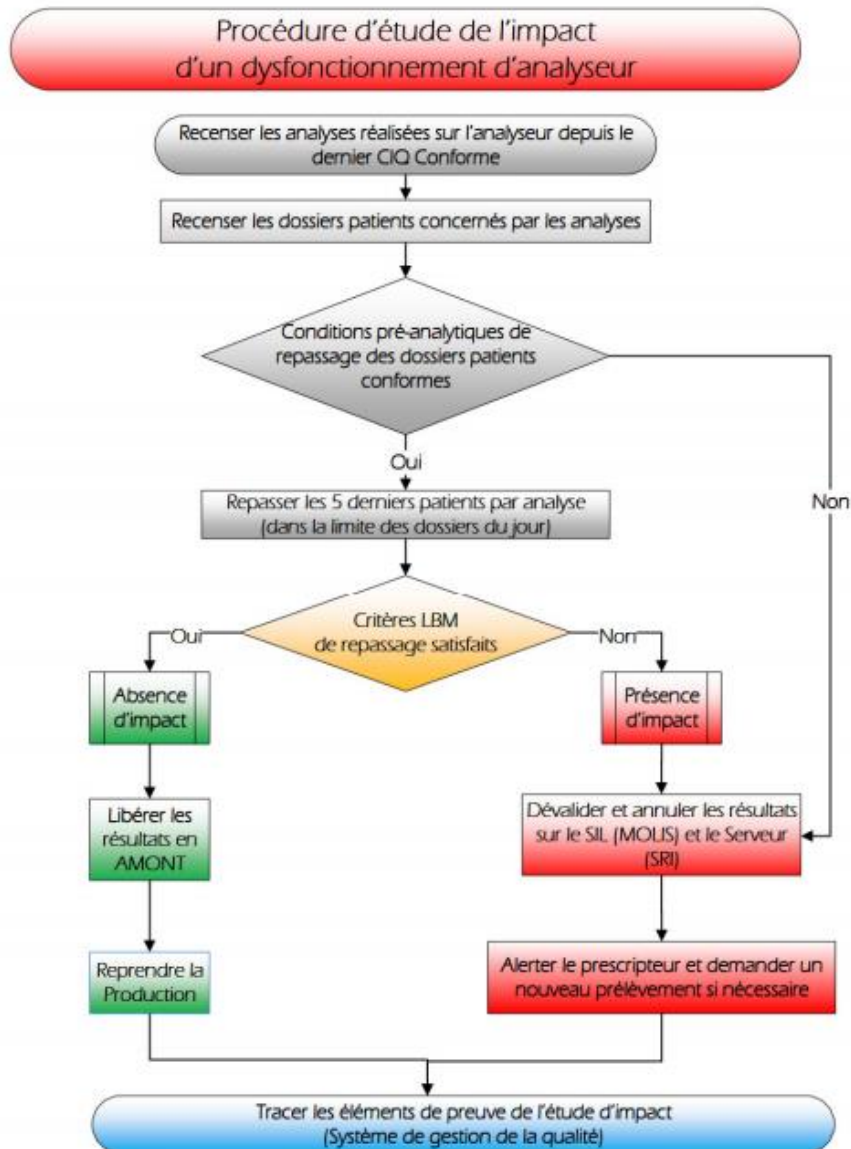 Procédure d'étude de l'impact
d'un dysfonctionnement d'analyseur
Recenser les analyses réalisées sur l'analyseur depuis le
dernier CIQ Conforme
Recenser les dossiers patients concernés par les analyses
Conditions pré-analytiques de
repassage des dossiers patients
conformes
Oui
Non
Repasser les 5 derniers patients par analyse
(dans la limite des dossiers du jour)
Critères LBM
de repassage satisfaits
Oui
Non
Absence
d'impact
Présence
d'impact
Libérer les
résultats en
AMONT
Dévalider et annuler les résultats
sur le SIL (MOLIS) et le Serveur
(SRI)
Reprendre la
Production
Alerter le prescripteur et demander un
nouveau prélèvement si nécessaire
Tracer les éléments de preuve de l'étude d'impact
(Système de gestion de la qualité)